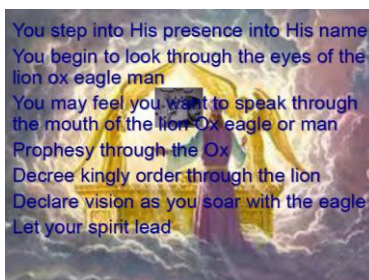 You step into His presence into His name
You begin to look through the eyes of the
lion ox eagle man
You may feel you want to speak through
the mouth of the lion Ox eagle or man
Prophesy through the Ox
Decree kingly order through the lion
Declare vision as you soar with the eagle
Let your spirit lead